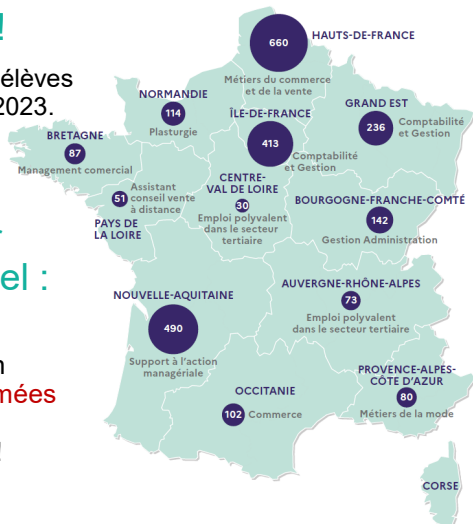 !
élèves
2023.
el :
n
mées
!
HAUTS-DE-FRANCE
660
Métiers du commerce
et de la vente
NORMANDIE
114
Plasturgie
ÎLE-DE-FRANCE
413
Comptabilité
et Gestion
GRAND EST
236
Comptabilité
et Gestion
BRETAGNE
87
Management comercial
51
Assistant
conseil vente
à distance
PAYS DE
LA LOIRE
CENTRE-
VAL DE LOIRE
30
Emploi polyvalent
dans le secteur
tertiaire
BOURGOGNE-FRANCHE-COMTÉ
142
Gestion Administration
NOUVELLE-AQUITAINE
490
Support à l'action
managériale
AUVERGNE-RHÔNE-ALPES
73
Emploi polyvalent
dans le secteur tertiaire
OCCITANIE
102 Commerce
PROVENCE-ALPES-
CÔTE D'AZUR
80
Métiers de la mode
CORSE